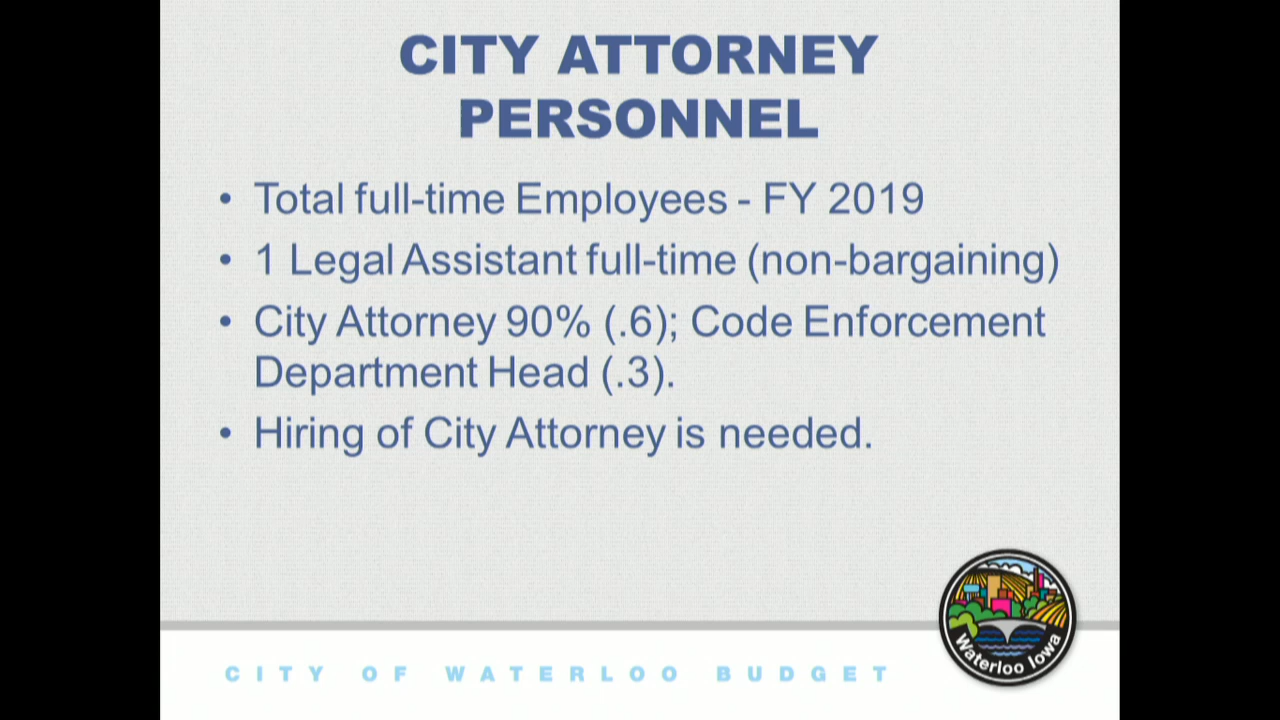 CITY ATTORNEY
PERSONNEL
• Total full-time Employees - FY 2019
• 1 Legal Assistant full-time (non-bargaining)
• City Attorney 90% (.6); Code Enforcement
Department Head (.3).
• Hiring of City Attorney is needed.
Waterloo Iowa
CITY OF WATERLOO BUDGET